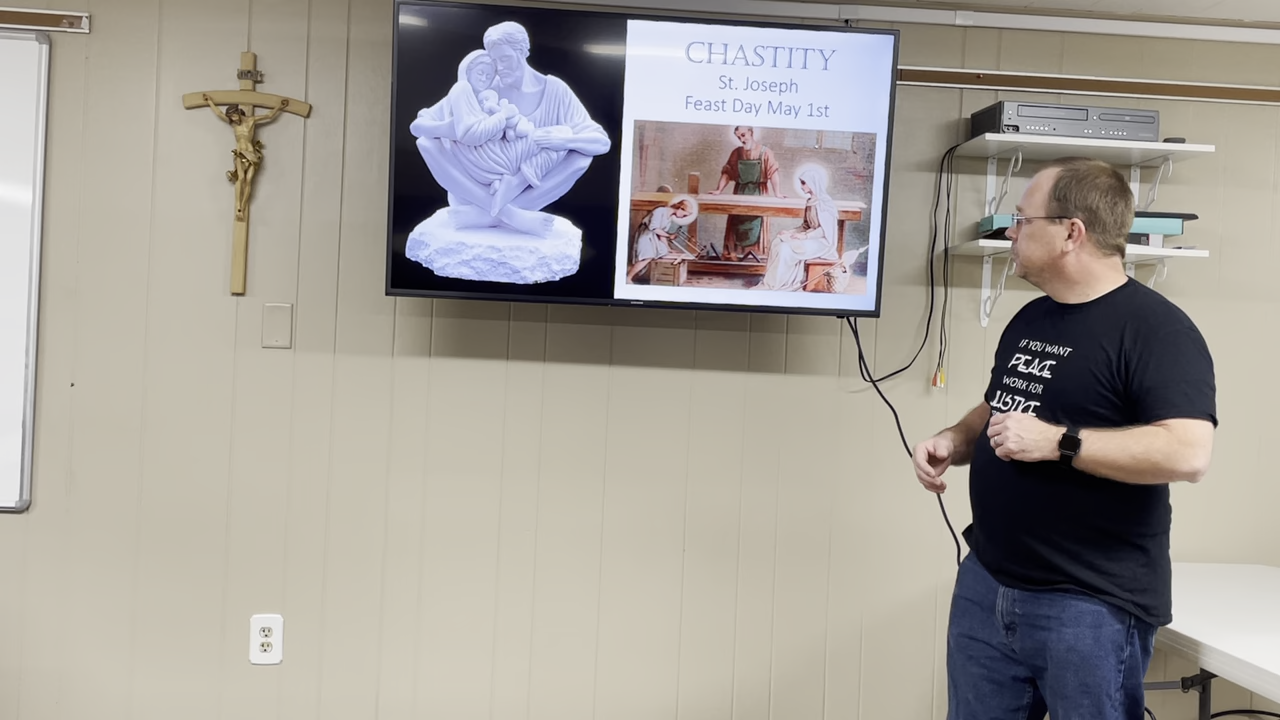 CHASTITY
St. Joseph
Feast Day May 1st
IF YOU WANT
PEACE
WORK FOR
JUSTICE